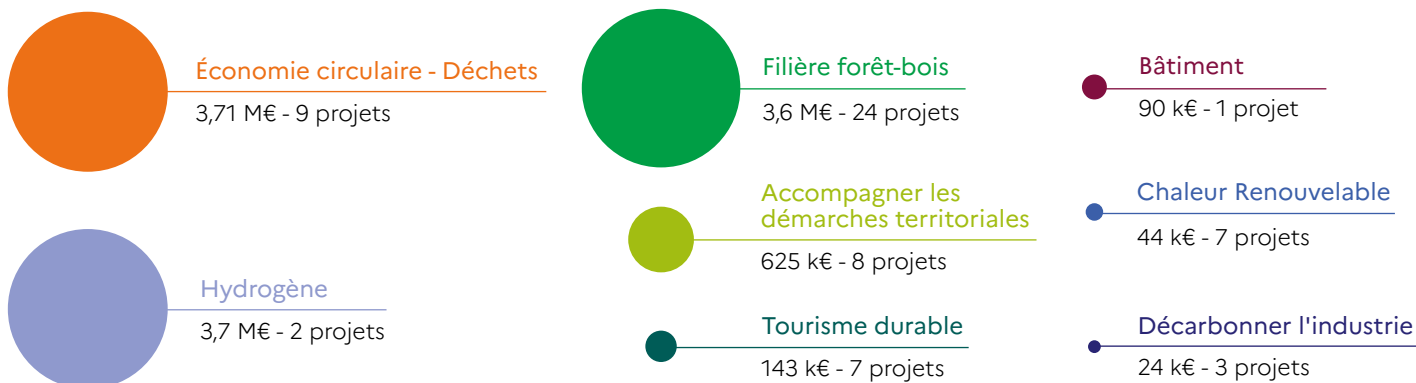 Économie circulaire - Déchets
3,71 M€ - 9 projets
Hydrogène
3,7 M€ - 2 projets
Filière forêt-bois
3,6 M€ - 24 projets
Accompagner les
démarches territoriales
625 k€ - 8 projets
Tourisme durable
143 k€ - 7 projets
Bâtiment
90 k€ - 1 projet
Chaleur Renouvelable
44 k€ - 7 projets
Décarbonner l'industrie
24 k€ - 3 projets